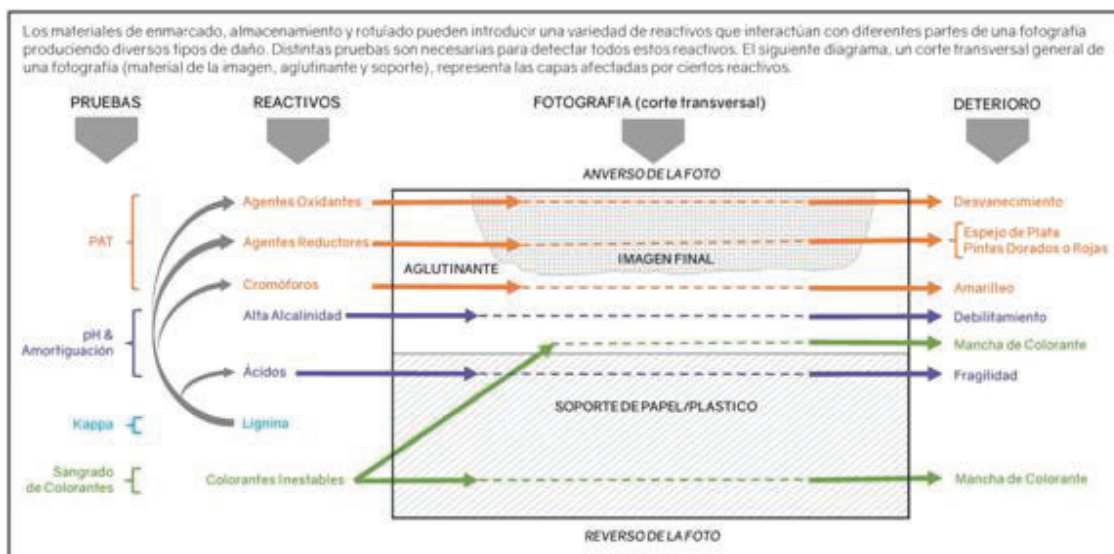 Los materiales de enmarcado, almacenamiento y rotulado pueden introducir una variedad de reactivos que interactúan con diferentes partes de una fotografía
produciendo diversos tipos de daño. Distintas pruebas son necesarias para detectar todos estos reactivos. El siguiente diagrama, un corte transversal general de
una fotografía (material de la imagen, aglutinante y soporte), representa las capas afectadas por ciertos reactivos.
PRUEBAS
REACTIVOS
FOTOGRAFIA (corte transversal)
DETERIORO
ANVERSO DE LA FOTO
Agentes Oxidantes
Desvanecimiento
PAT
Agentes Reductores
Espejo de Plata
Pintas Dorados o Rojas
AGLUTINANTE
IMAGEN FINAL
Cromóforos
Amarilleo
pH &
Amortiguación
Alta Alcalinidad
Debilitamiento
Mancha de Colorante
Ácidos
Fragilidad
SOPORTE DE PAPEL/PLASTICO
Kappa
Lignina
Sangrado
de Colorantes
Colorantes Inestables
Mancha de Colorante
REVERSO DE LA FOTO